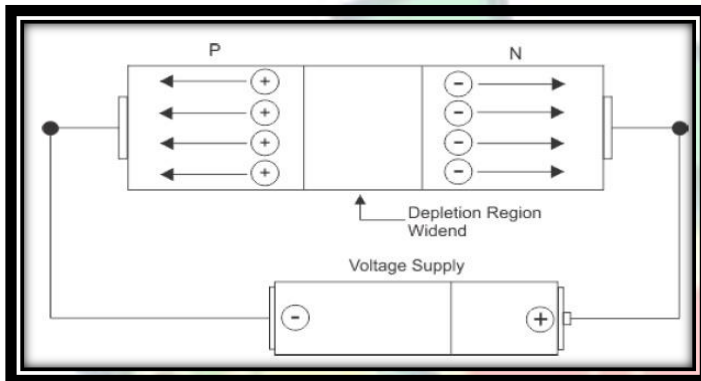 P
N
+ -
+ -
+ -
+ -
Depletion Region
Widend
Voltage Supply
- +